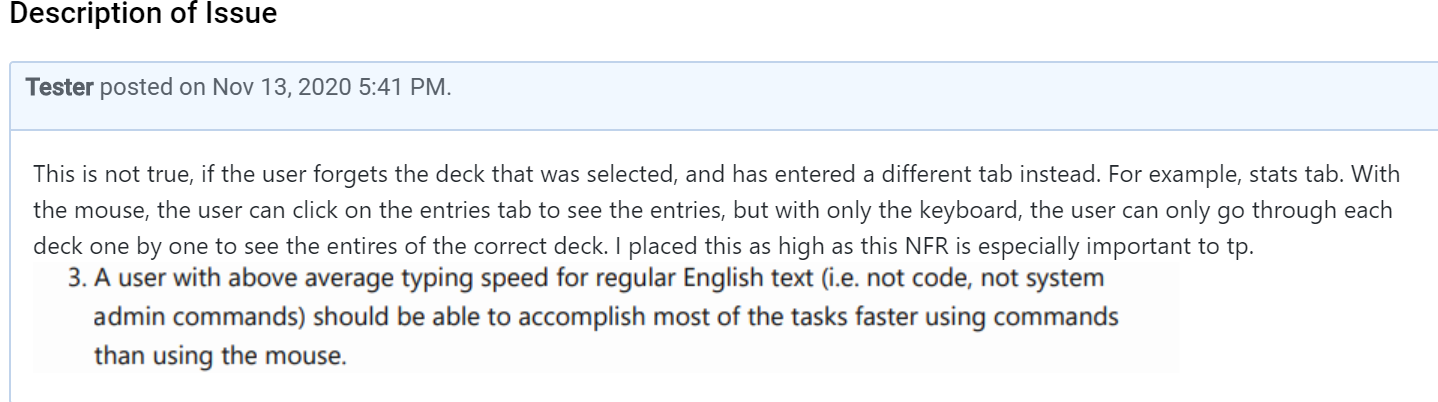 Description of Issue
Tester posted on Nov 13, 2020 5:41 PM.
This is not true, if the user forgets the deck that was selected, and has entered a different tab instead. For example, stats tab. With
the mouse, the user can click on the entries tab to see the entries, but with only the keyboard, the user can only go through each
deck one by one to see the entires of the correct deck. I placed this as high as this NFR is especially important to tp.
3. A user with above average typing speed for regular English text (i.e. not code, not system
admin commands) should be able to accomplish most of the tasks faster using commands
than using the mouse.